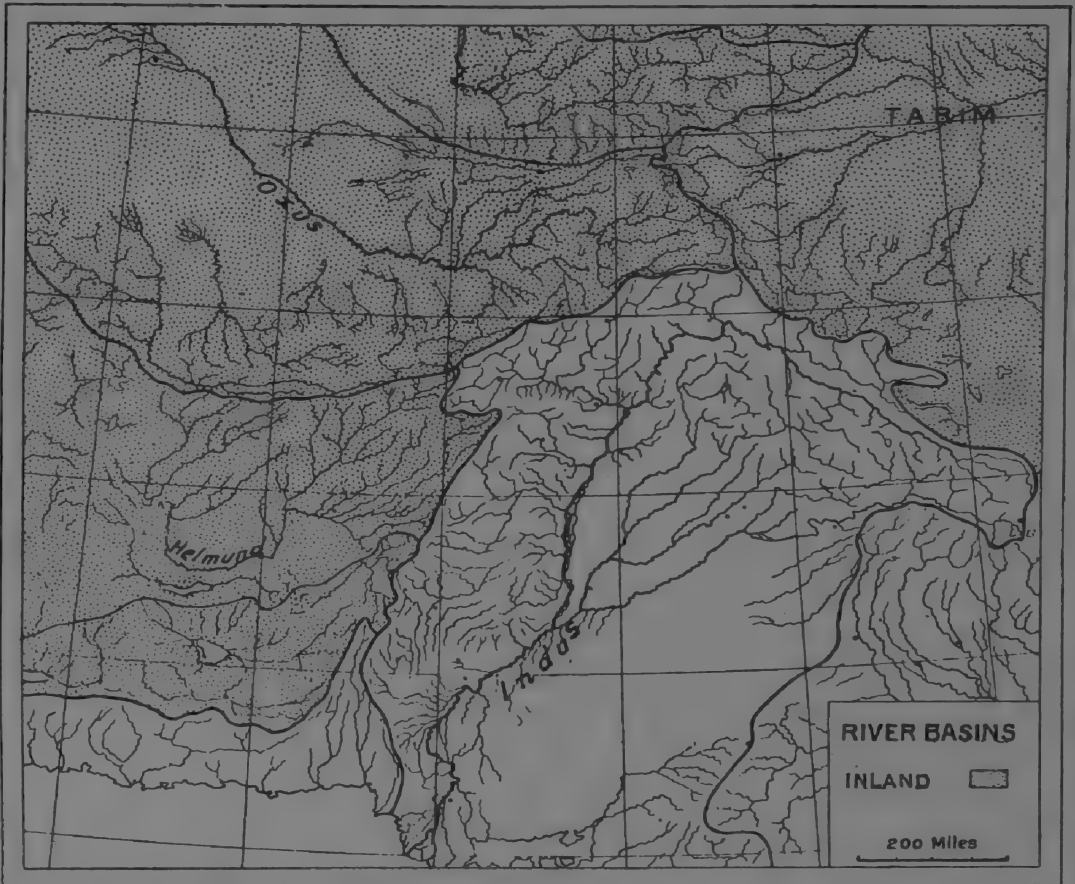 TARIM
Oxus
Helmund
Indus
RIVER BASINS
INLAND
200 Miles